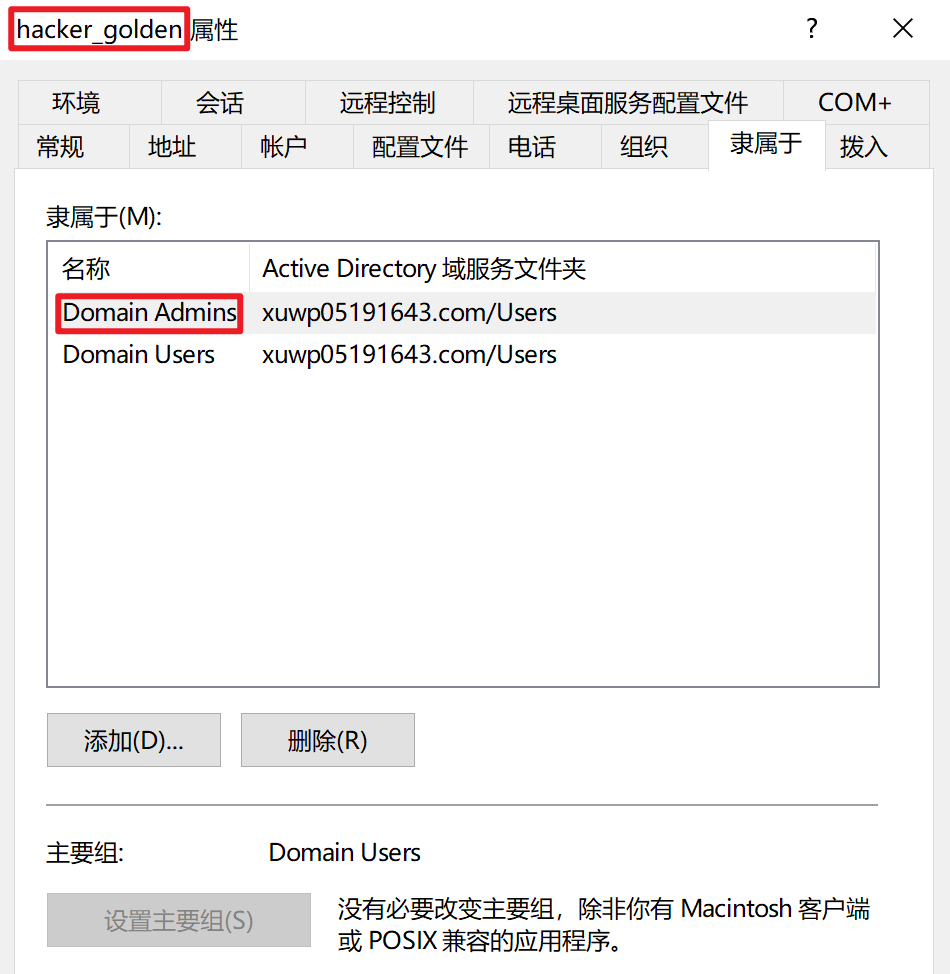 hacker_golden 属性
环境 会话 远程控制 远程桌面服务配置文件 COM+
常规 地址 帐户 配置文件 电话 组织 隶属于 拨入
隶属于(M):
名称 Active Directory 域服务文件夹
Domain Admins xuwp05191643.com/Users
Domain Users xuwp05191643.com/Users
添加(D)... 删除(R)
主要组: Domain Users
设置主要组(S) 没有必要改变主要组，除非你有 Macintosh 客户端
或 POSIX 兼容的应用程序。